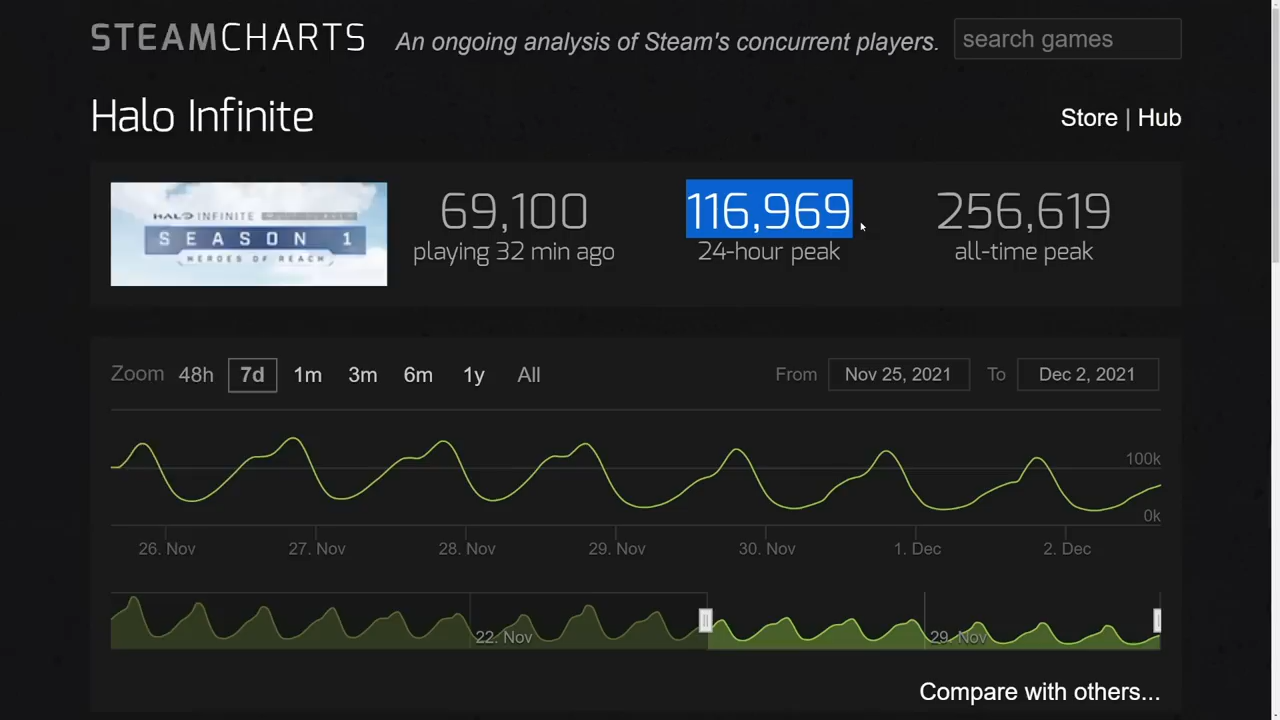 STEAMCHARTS An ongoing analysis of Steam's concurrent players. search games
Halo Infinite Store | Hub
HALO INFINITE
SEASON 1
HEROES OF REACH
69,100 116,969 256,619
playing 32 min ago 24-hour peak all-time peak
Zoom 48h 7d 1m 3m 6m 1y All From Nov 25, 2021 To Dec 2, 2021
100k
0k
26. Nov 27. Nov 28. Nov 29. Nov 30. Nov 1. Dec 2. Dec
22. Nov 29. Nov
Compare with others...